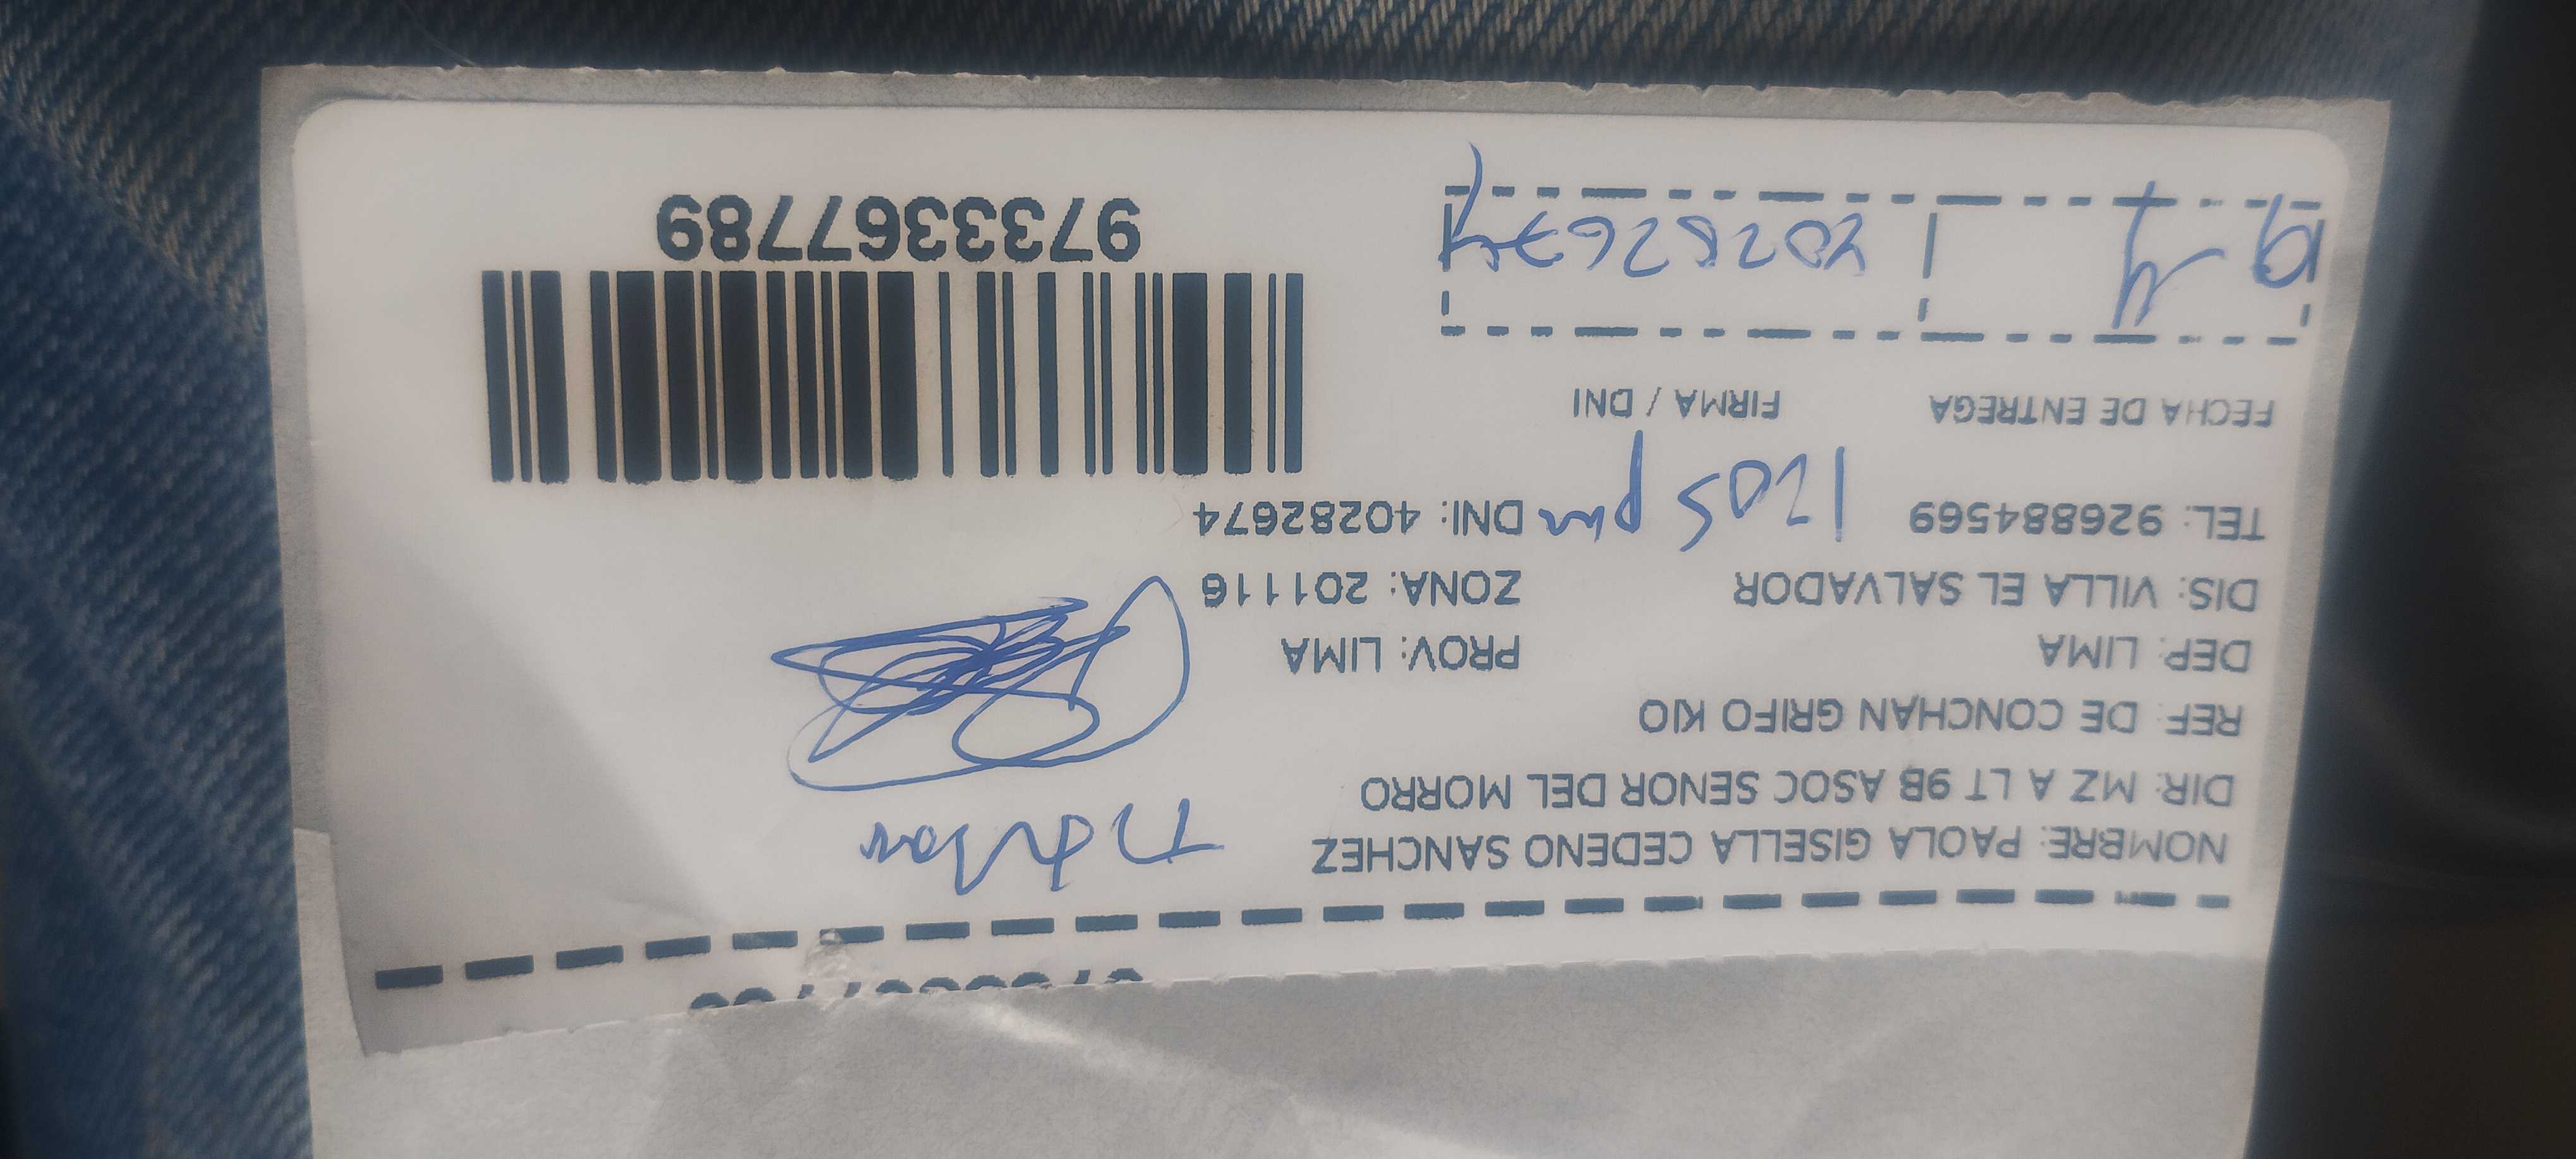 NOMBRE: PAOLA GISELLA CEDENO SANCHEZ
DIR: MZ A LT 9B ASOC SENOR DEL MORRO
REF: DE CONCHAN GRIFO KIO
DEP: LIMA PROV: LIMA
DIS: VILLA EL SALVADOR ZONA: 201116
TEL: 926884569 1205 pm DNI: 40282674
FECHA DE ENTREGA FIRMA / DNI
40282674
9733367789